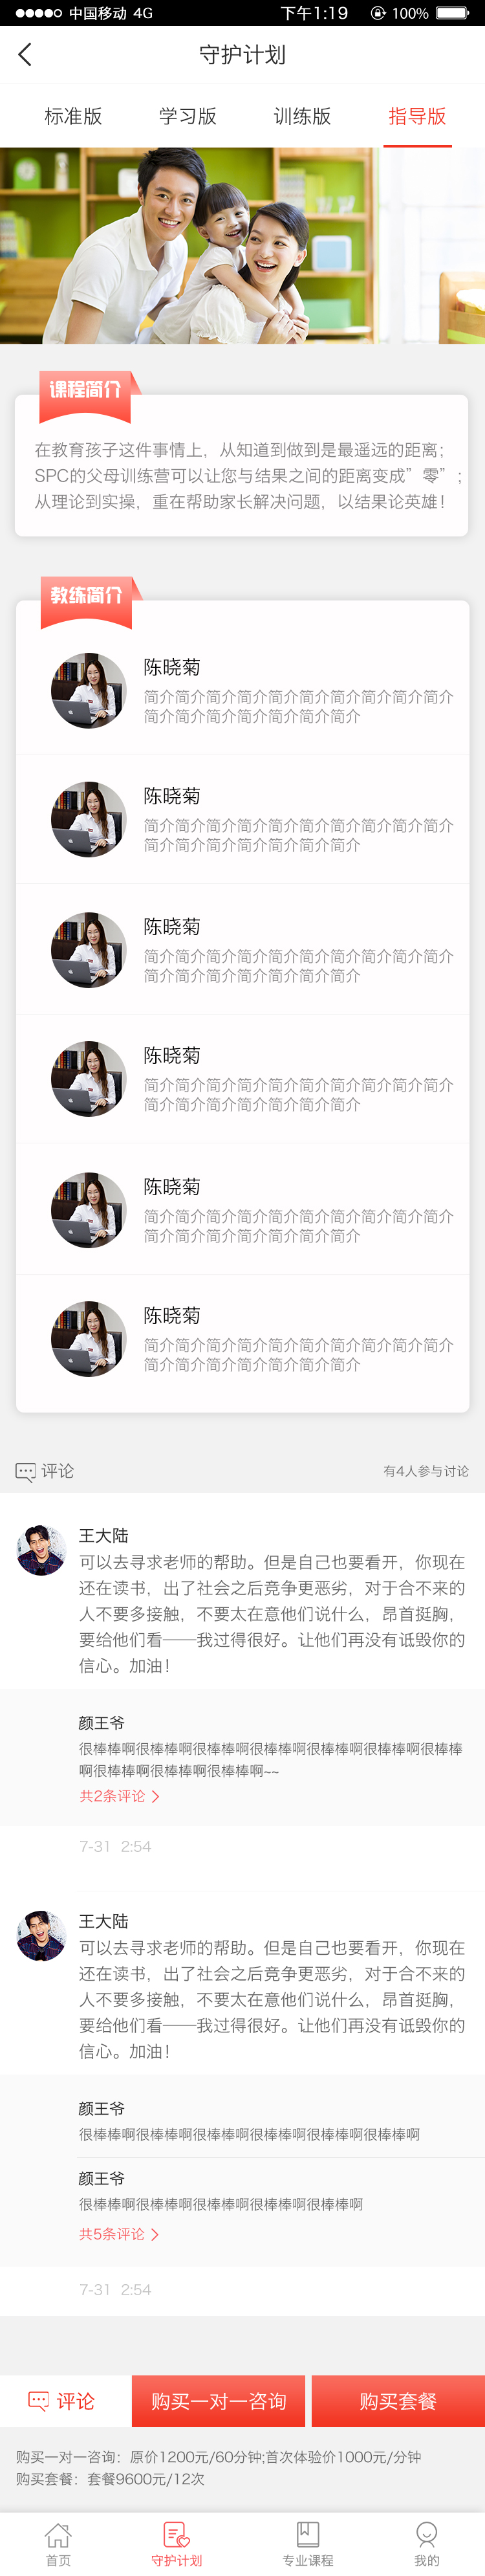 中国移动 4G 下午1:19 100%
守护计划
标准版 学习版 训练版 指导版
课程简介
在教育孩子这件事情上，从知道到做到是最遥远的距离；
SPC的父母训练营可以让您与结果之间的距离变成”零”；
从理论到实操，重在帮助家长解决问题，以结果论英雄！
教练简介
陈晓菊
简介简介简介简介简介简介简介简介简介简介
简介简介简介简介简介简介简介
陈晓菊
简介简介简介简介简介简介简介简介简介简介
简介简介简介简介简介简介简介
陈晓菊
简介简介简介简介简介简介简介简介简介简介
简介简介简介简介简介简介简介
陈晓菊
简介简介简介简介简介简介简介简介简介简介
简介简介简介简介简介简介简介
陈晓菊
简介简介简介简介简介简介简介简介简介简介
简介简介简介简介简介简介简介
陈晓菊
简介简介简介简介简介简介简介简介简介简介
简介简介简介简介简介简介简介
评论 有4人参与讨论
王大陆
可以去寻求老师的帮助。但是自己也要看开，你现在
还在读书，出了社会之后竞争更恶劣，对于合不来的
人不要多接触，不要太在意他们说什么，昂首挺胸，
要给他们看——我过得很好。让他们再没有诋毁你的
信心。加油！
颜王爷
很棒棒啊很棒棒啊很棒棒啊很棒棒啊很棒棒啊很棒棒啊很棒棒
啊很棒棒啊很棒棒啊很棒棒啊~~
共2条评论
7-31 2:54
王大陆
可以去寻求老师的帮助。但是自己也要看开，你现在
还在读书，出了社会之后竞争更恶劣，对于合不来的
人不要多接触，不要太在意他们说什么，昂首挺胸，
要给他们看——我过得很好。让他们再没有诋毁你的
信心。加油！
颜王爷
很棒棒啊很棒棒啊很棒棒啊很棒棒啊很棒棒啊很棒棒啊
颜王爷
很棒棒啊很棒棒啊很棒棒啊很棒棒啊很棒棒啊
共5条评论
7-31 2:54
评论 购买一对一咨询 购买套餐
购买一对一咨询：原价1200元/60分钟;首次体验价1000元/分钟
购买套餐：套餐9600元/12次
首页 守护计划 专业课程 我的